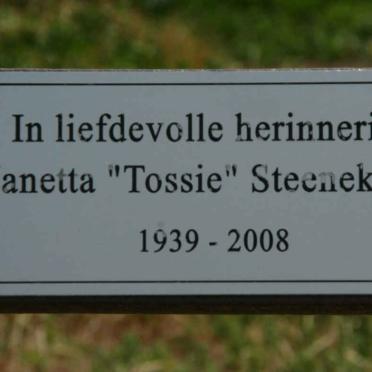 In liefdevolle herinneri
anetta "Tossie" Steenek
1939 - 2008